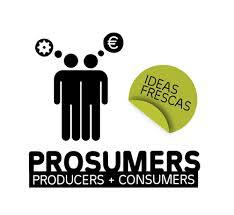 €
IDEAS
FRESCAS
PROSUMERS
PRODUCERS + CONSUMERS